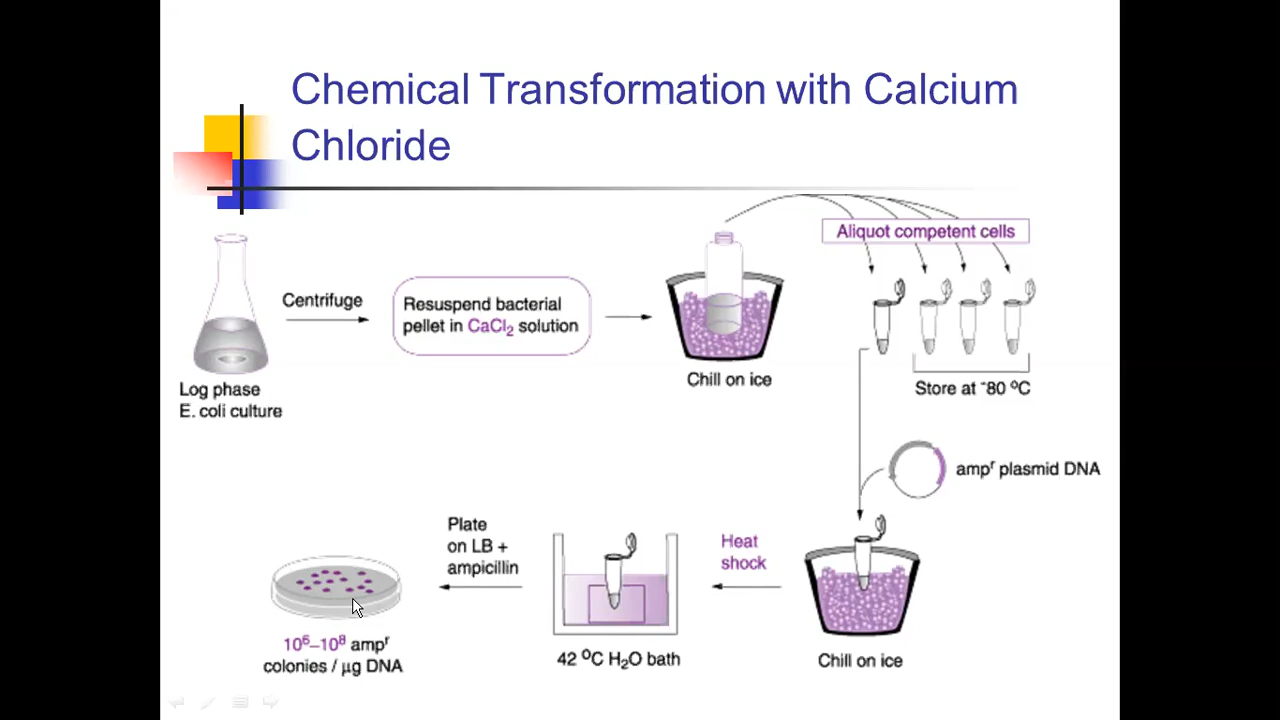 Chemical Transformation with Calcium
Chloride
Aliquot competent cells
Centrifuge
Resuspend bacterial
pellet in CaCl₂ solution
Log phase
E. coli culture
Chill on ice
Store at ⁻80 ºC
ampʳ plasmid DNA
Plate
on LB +
ampicillin
Heat
shock
10⁶–10⁸ ampʳ
colonies / µg DNA
42 ºC H₂O bath
Chill on ice